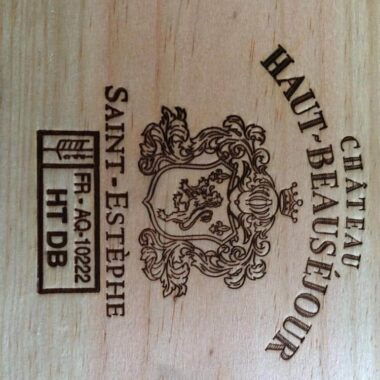 CHÂTEAU
HAUT-BEAUSÉJOUR
SAINT-ESTÈPHE
FR - AQ-10222
HT DB